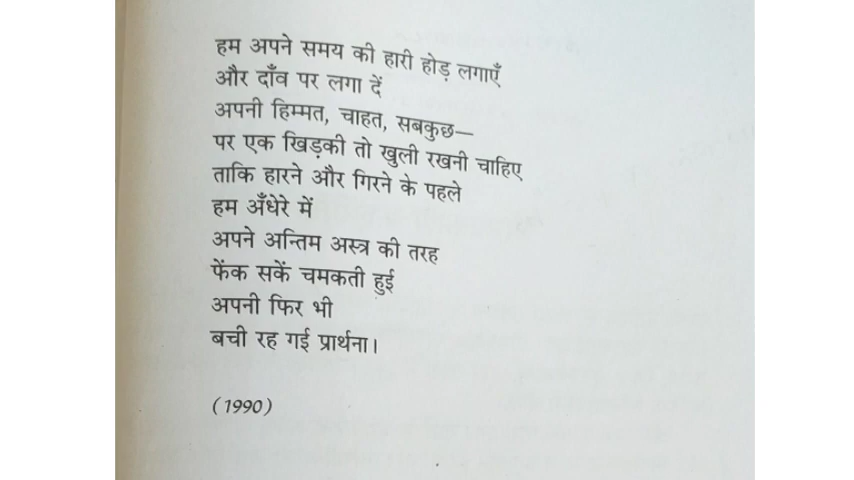 हम अपने समय की हारी होड़ लगाएँ
और दाँव पर लगा दें
अपनी हिम्मत, चाहत, सबकुछ—
पर एक खिड़की तो खुली रखनी चाहिए
ताकि हारने और गिरने के पहले
हम अँधेरे में
अपने अन्तिम अस्त्र की तरह
फेंक सकें चमकती हुई
अपनी फिर भी
बची रह गई प्रार्थना।
(1990)